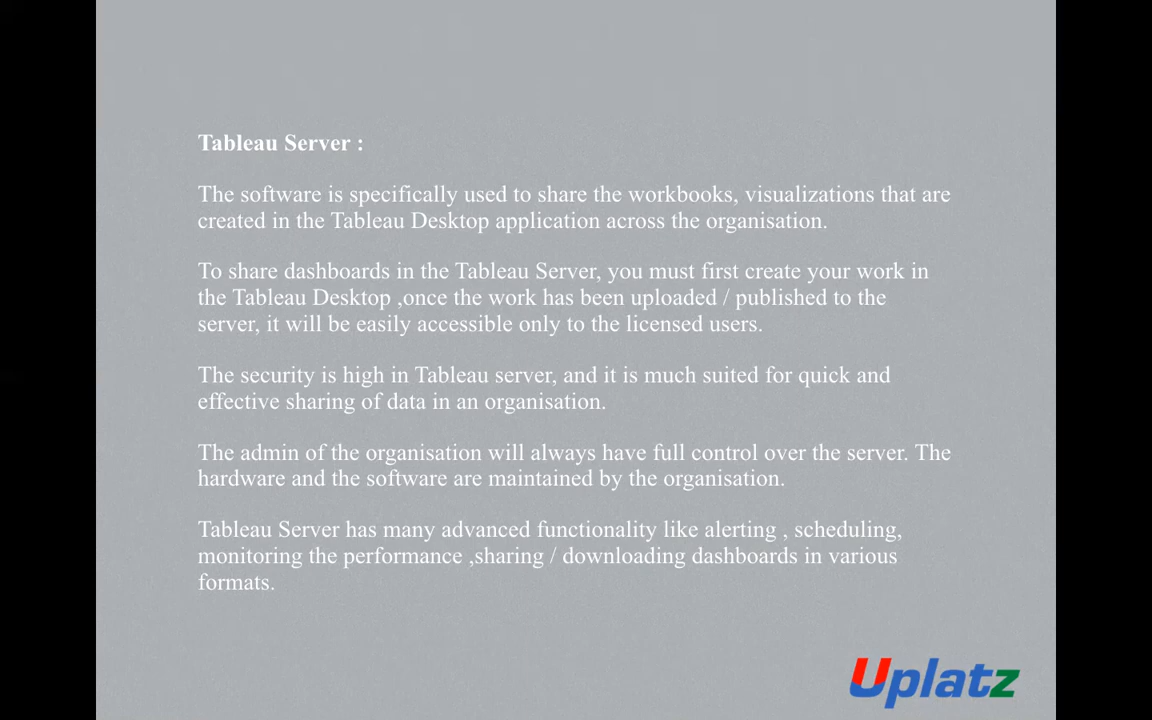 Tableau Server :
The software is specifically used to share the workbooks, visualizations that are
created in the Tableau Desktop application across the organisation.
To share dashboards in the Tableau Server, you must first create your work in
the Tableau Desktop ,once the work has been uploaded / published to the
server, it will be easily accessible only to the licensed users.
The security is high in Tableau server, and it is much suited for quick and
effective sharing of data in an organisation.
The admin of the organisation will always have full control over the server. The
hardware and the software are maintained by the organisation.
Tableau Server has many advanced functionality like alerting , scheduling,
monitoring the performance ,sharing / downloading dashboards in various
formats.
Uplatz